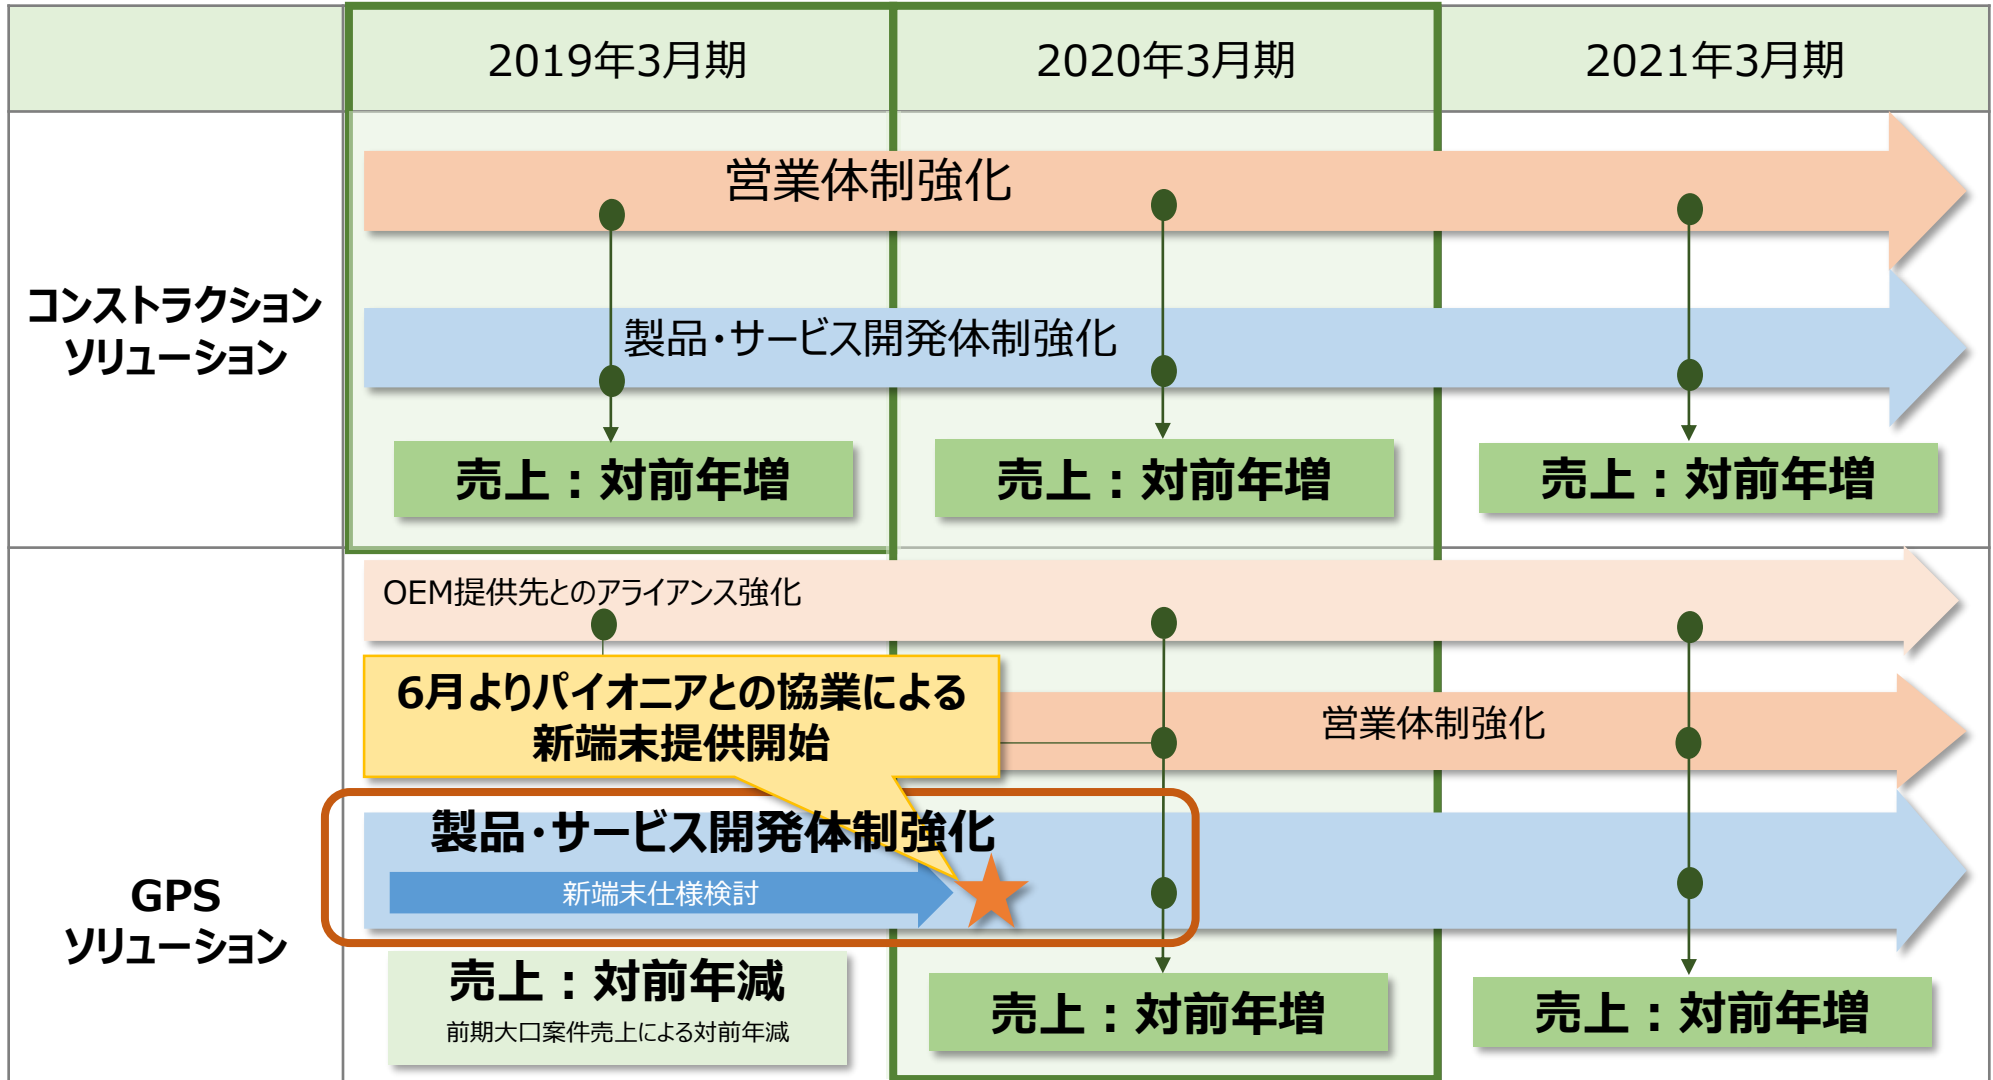 2019年3月期
2020年3月期
2021年3月期
コンストラクション
ソリューション
営業体制強化
製品・サービス開発体制強化
売上：対前年増
売上：対前年増
売上：対前年増
GPS
ソリューション
OEM提供先とのアライアンス強化
6月よりパイオニアとの協業による
新端末提供開始
営業体制強化
製品・サービス開発体制強化
新端末仕様検討
売上：対前年減
前期大口案件売上による対前年減
売上：対前年増
売上：対前年増